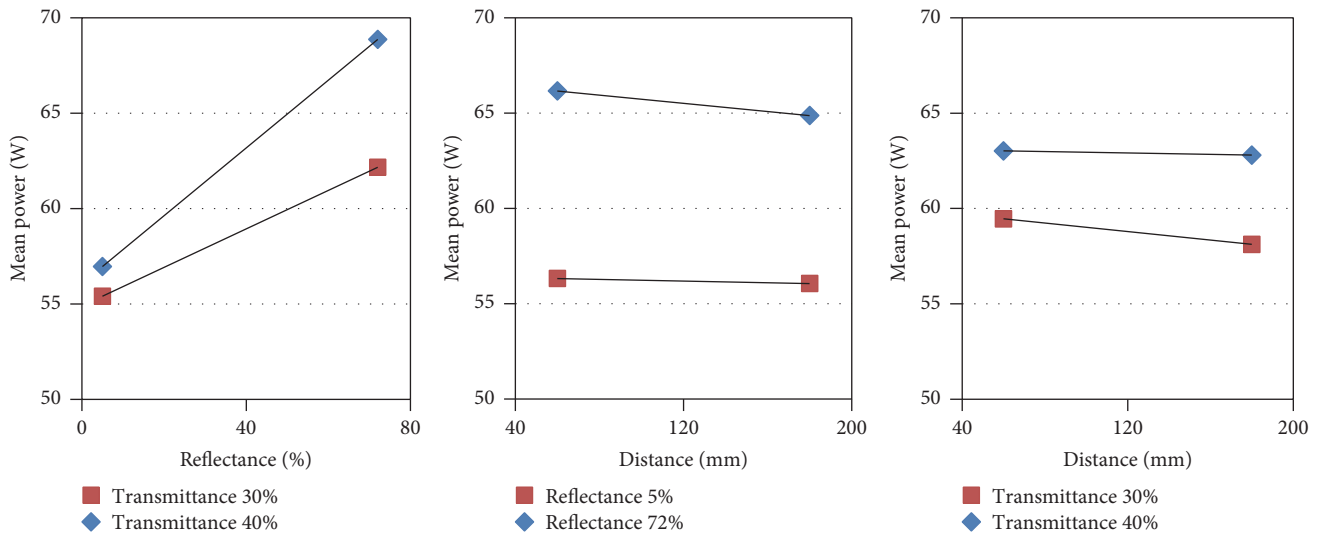 70
65
60
55
50
Mean power (W)
0
40
80
Reflectance (%)
Transmittance 30%
Transmittance 40%
70
65
60
55
50
Mean power (W)
40
120
200
Distance (mm)
Reflectance 5%
Reflectance 72%
70
65
60
55
50
Mean power (W)
40
120
200
Distance (mm)
Transmittance 30%
Transmittance 40%